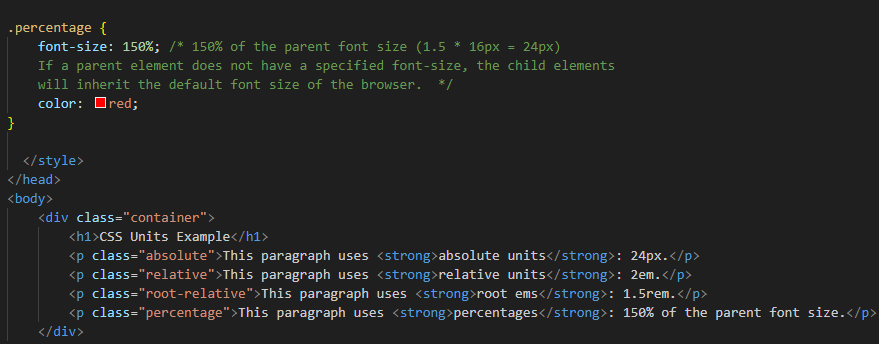 .percentage {
    font-size: 150%; /* 150% of the parent font size (1.5 * 16px = 24px)
    If a parent element does not have a specified font-size, the child elements
    will inherit the default font size of the browser.  */
    color: red;
}
  </style>
</head>
<body>
    <div class="container">
        <h1>CSS Units Example</h1>
        <p class="absolute">This paragraph uses <strong>absolute units</strong>: 24px.</p>
        <p class="relative">This paragraph uses <strong>relative units</strong>: 2em.</p>
        <p class="root-relative">This paragraph uses <strong>root ems</strong>: 1.5rem.</p>
        <p class="percentage">This paragraph uses <strong>percentages</strong>: 150% of the parent font size.</p>
    </div>